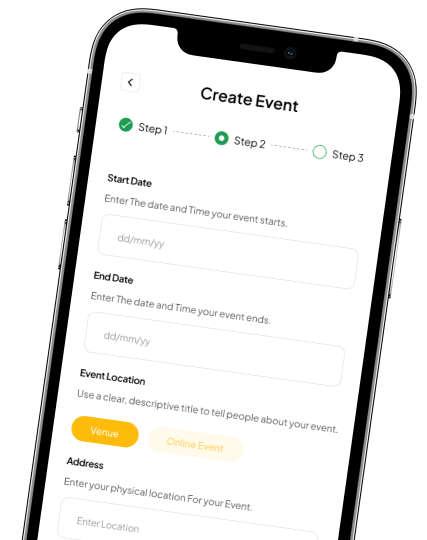 Create Event
Step 1
Step 2
Step 3
Start Date
Enter The date and Time your event starts.
dd/mm/yy
End Date
Enter The date and Time your event ends.
dd/mm/yy
Event Location
Use a clear, descriptive title to tell people about your event.
Venue
Online Event
Address
Enter your physical location For your Event.
Enter Location